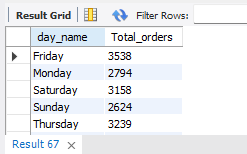 Result Grid Filter Rows:
day_name Total_orders
Friday 3538
Monday 2794
Saturday 3158
Sunday 2624
Thursday 3239
Result 67